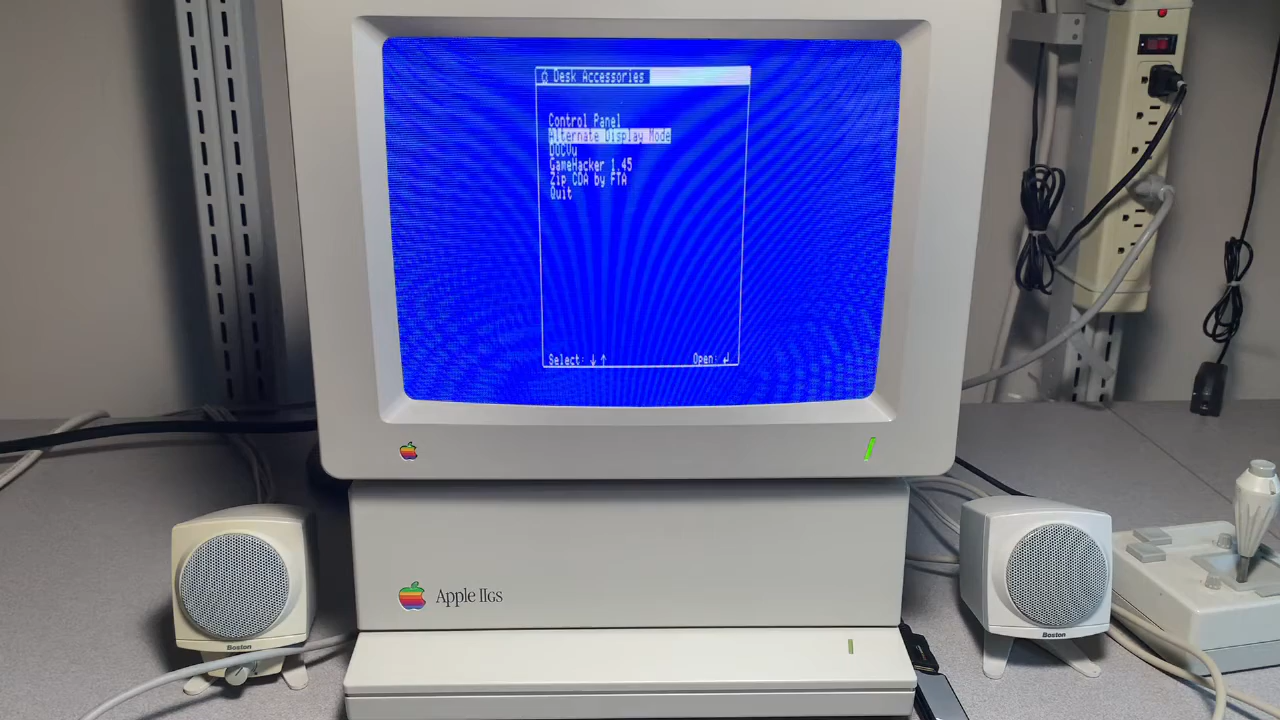 Desk Accessories
Control Panel
Alternate Display Mode
DOCVu
GameHacker 1.45
Zip CDA by FTA
Quit
Select: ↓ ↑
Open: ↵
Apple IIGS
Boston
Boston